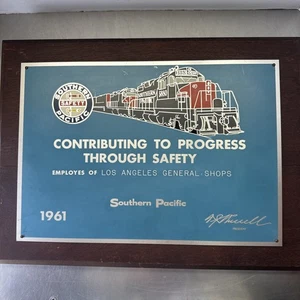 SOUTHERN
SAFETY
PACIFIC
CONTRIBUTING TO PROGRESS
THROUGH SAFETY
EMPLOYES OF LOS ANGELES GENERAL SHOPS
Southern Pacific
1961